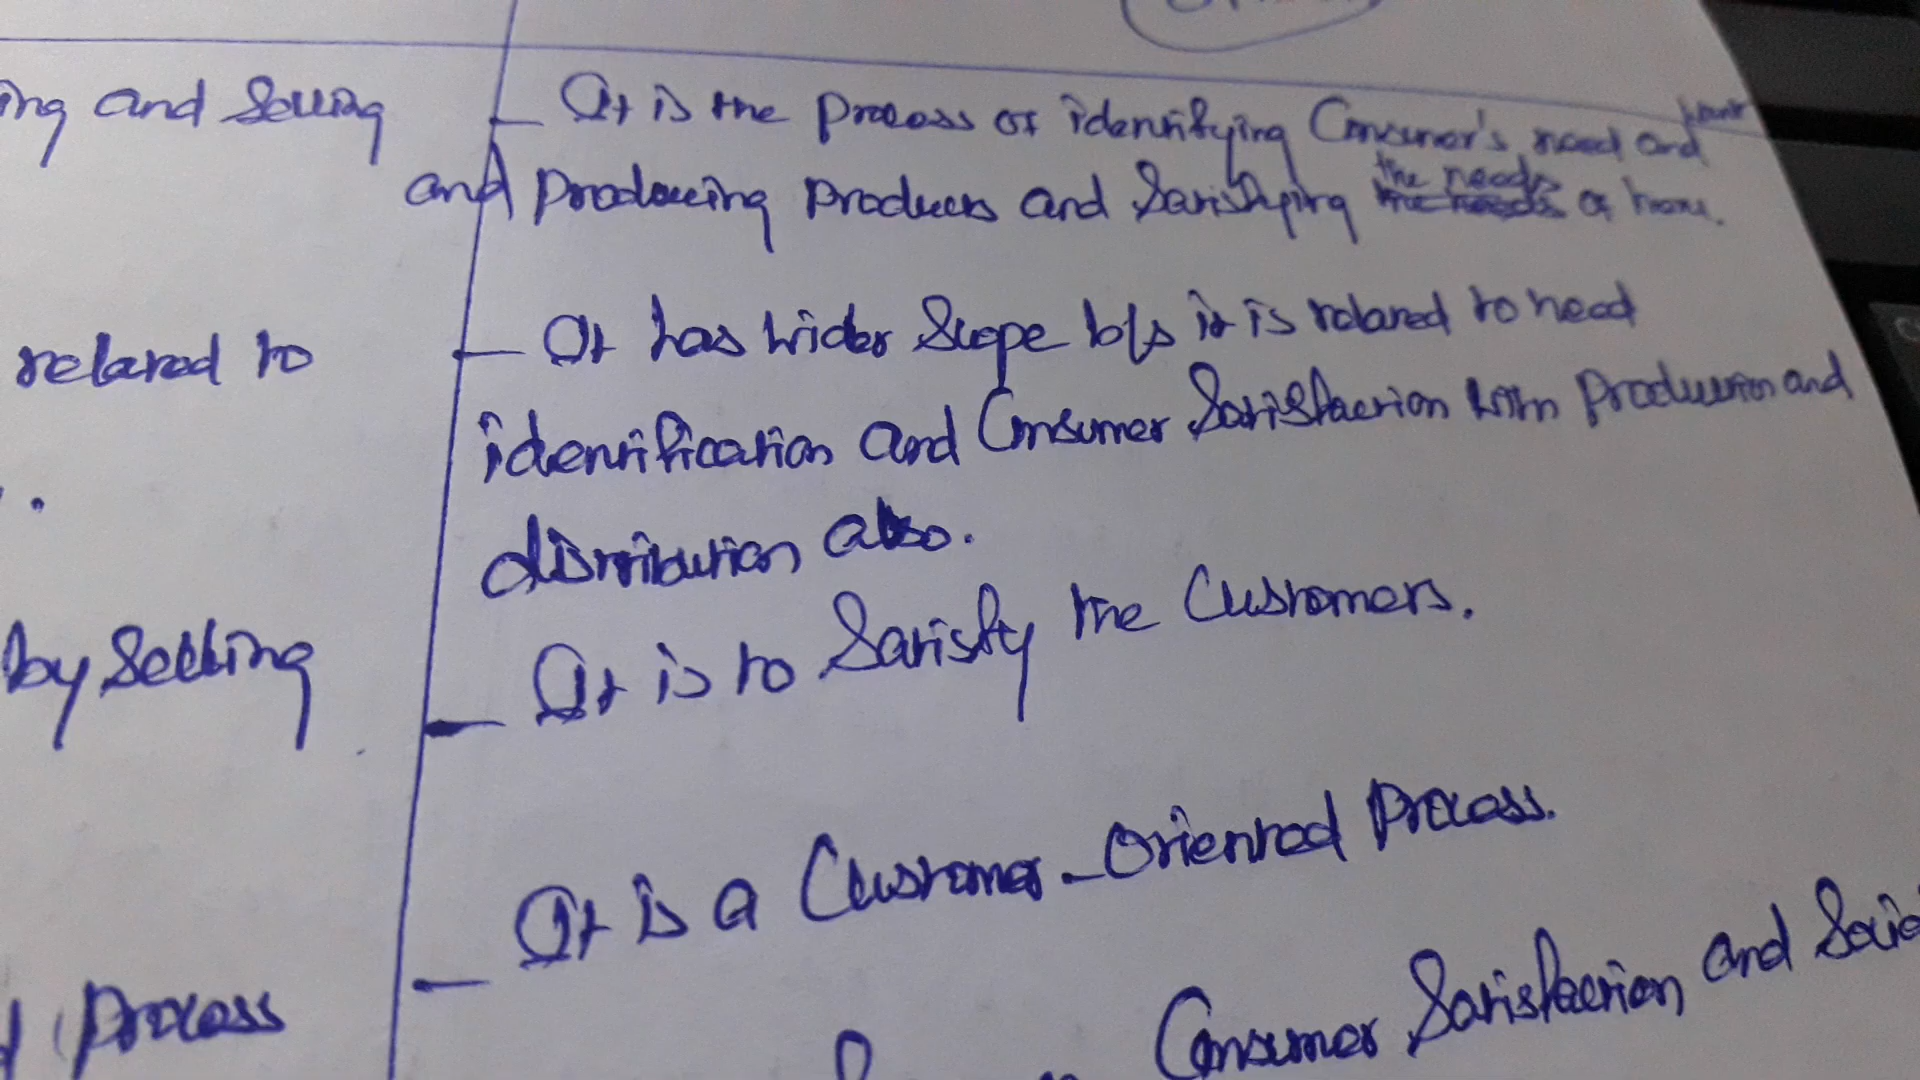 ing and Selling
- It is the process of identifying Consumer's need and want
and producing products and Satisfying the needs of
related to
- It has wider Scope b/s it is related to need
identification and Consumer Satisfaction with production and
distribution also.
by Selling
- It is to Satisfy the Customers.
- It is a Customer-Oriented Process.
process
Consumer Satisfaction and